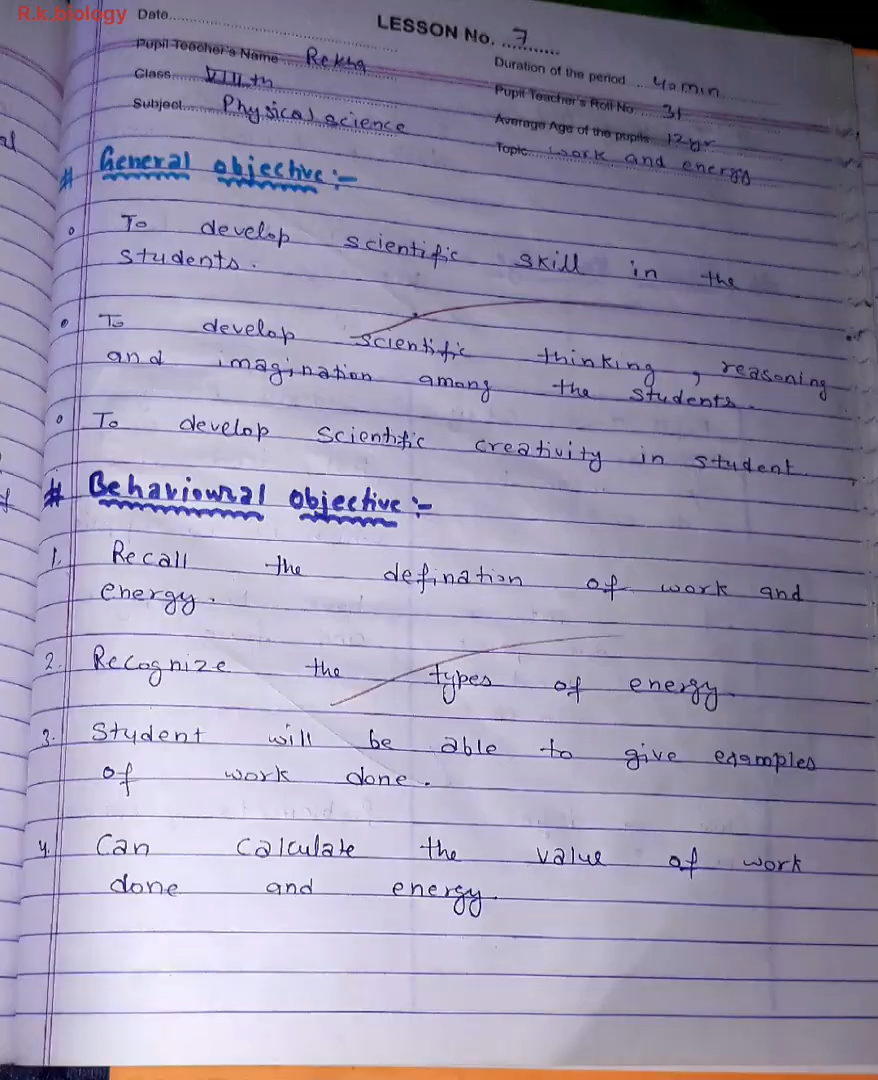 R.k.biology
Date
LESSON No. 7
Pupil Teacher's Name Rekha
Duration of the period 40 min
Class VIII th
Pupil Teacher's Roll No. 31
Subject Physical science
Average Age of the pupils 12 yr
Topic work and energy
# General objective :-
To develop scientific skill in the
students.
To develop scientific thinking, reasoning
and imagination among the students.
To develop scientific creativity in student
# Behavioural objective :-
1. Recall the defination of work and
energy.
2. Recognize the types of energy
3. Student will be able to give examples
of work done.
4. Can calculate the value of work
done and energy